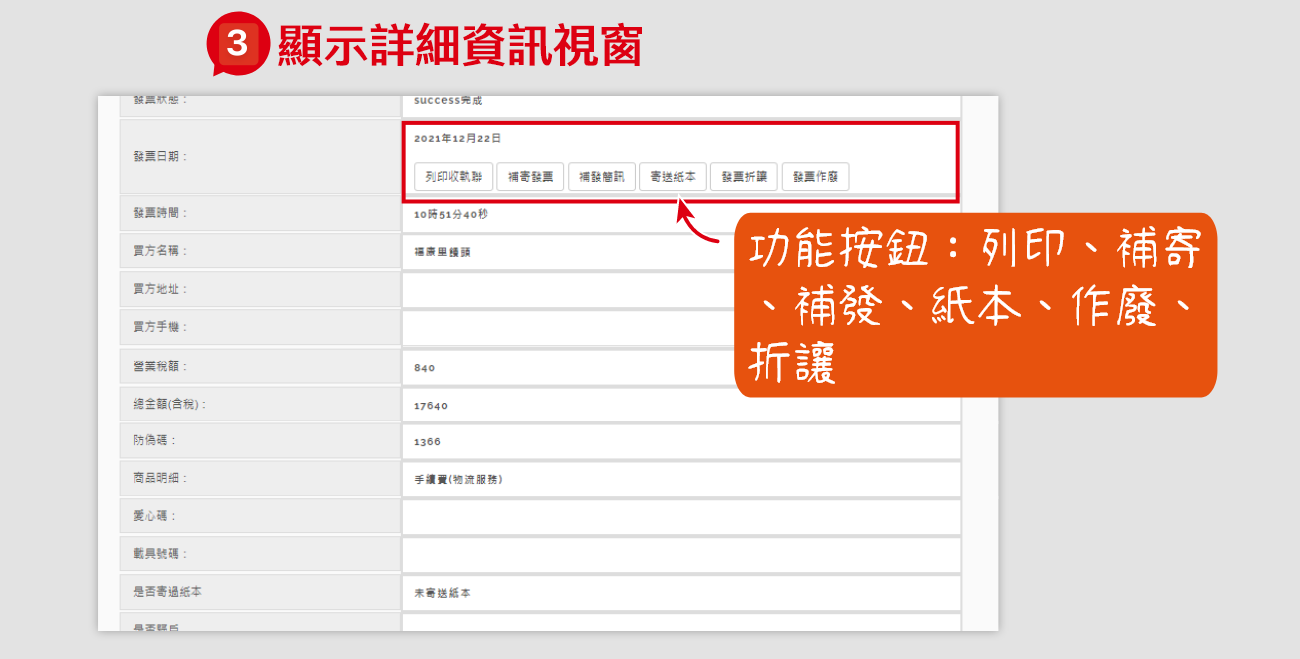 3 顯示詳細資訊視窗
發票狀態：
success完成
發票日期：
2021年12月22日
列印收執聯 補寄發票 補發簡訊 寄送紙本 發票折讓 發票作廢
發票時間：
10時51分40秒
買方名稱：
福康里饅頭
買方地址：
買方手機：
營業稅額：
840
總金額(含稅)：
17640
防偽碼：
1366
商品明細：
手續費(物流服務)
愛心碼：
載具號碼：
是否寄過紙本
未寄送紙本
是否歸戶
功能按鈕：列印、補寄
、補發、紙本、作廢、
折讓